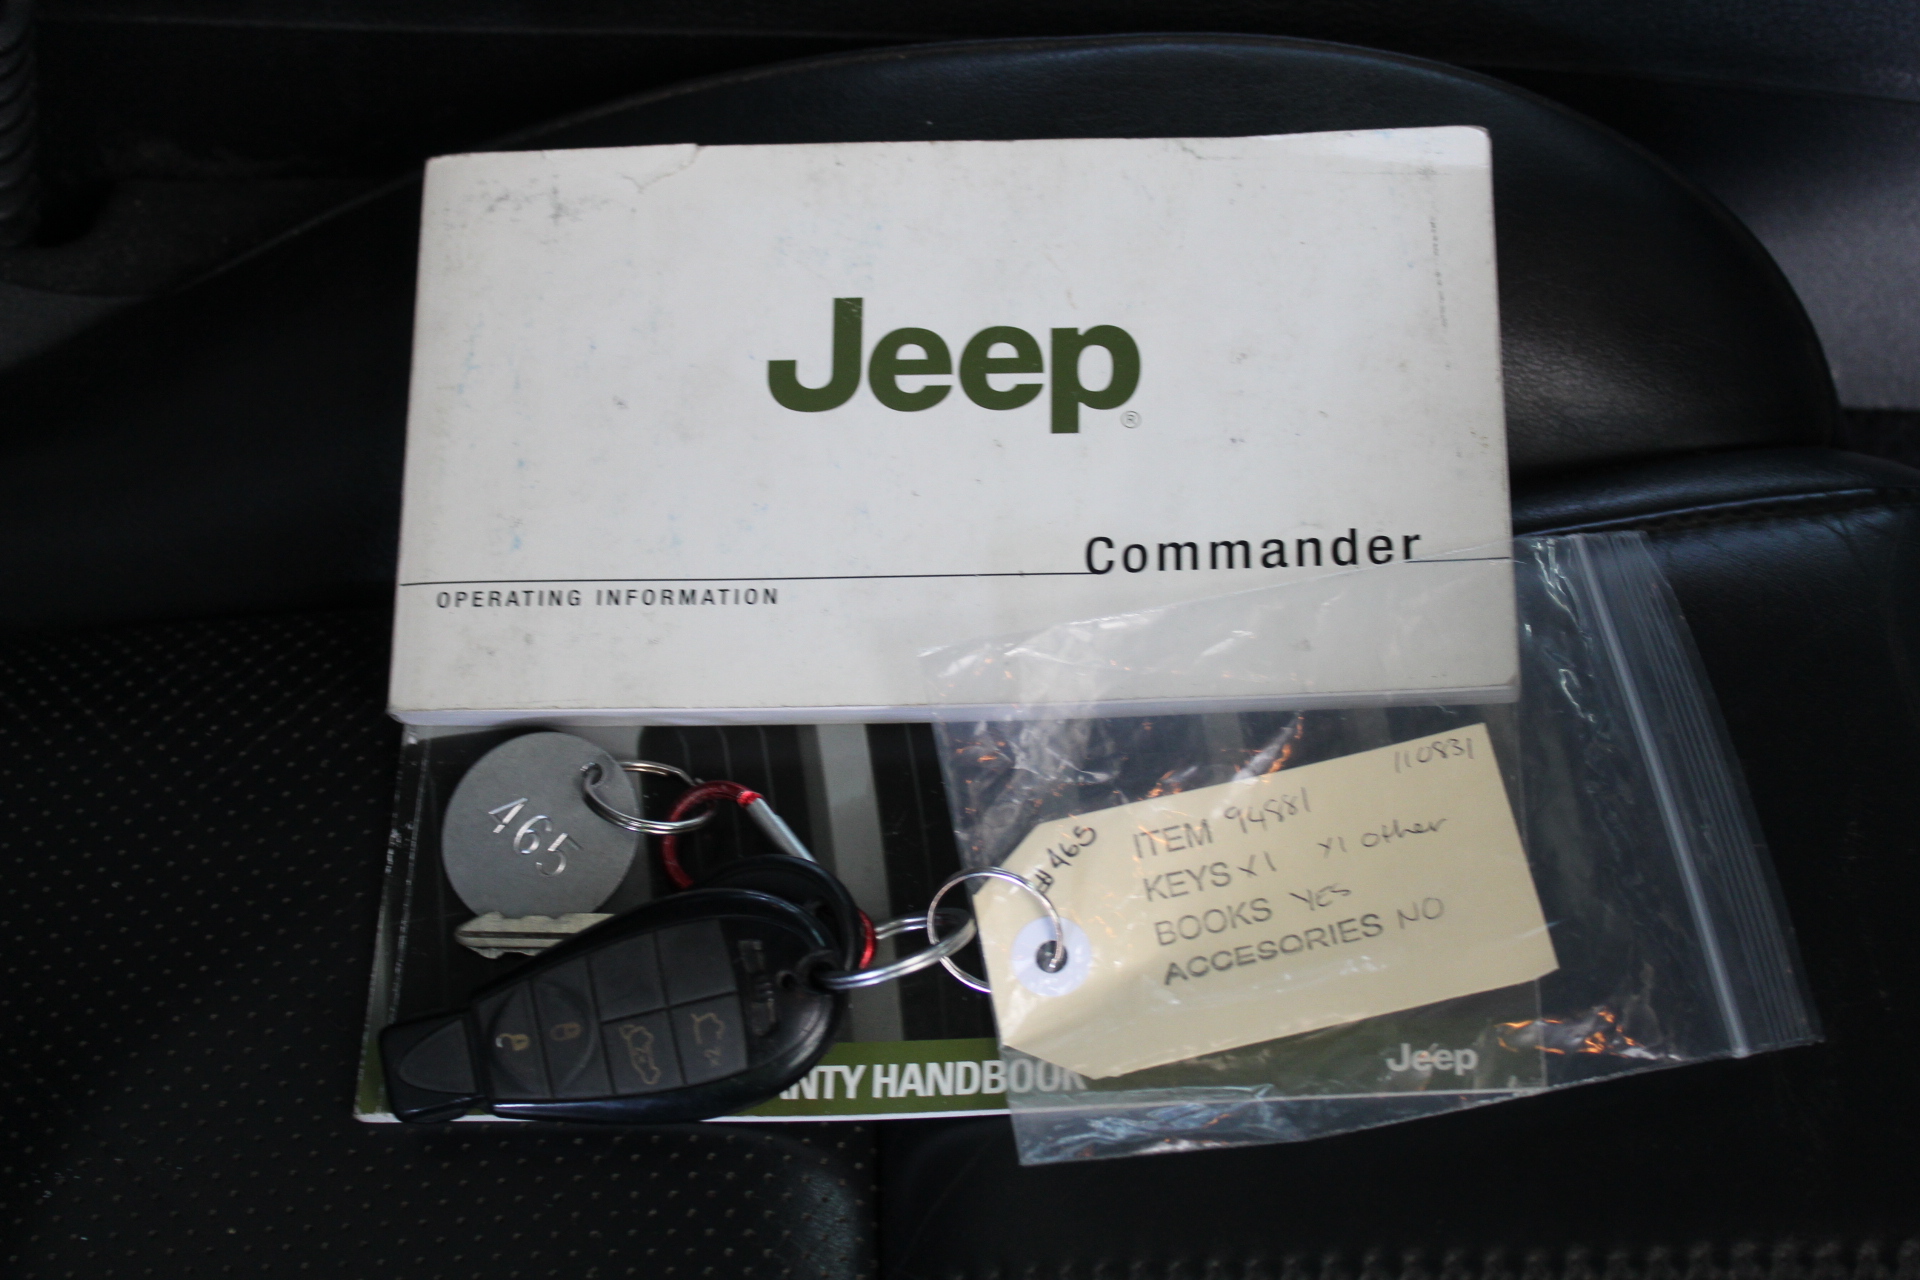 Jeep®
Commander
OPERATING INFORMATION
465
110831
#465
ITEM 94881
KEYS x1 x1 other
BOOKS YES
ACCESORIES NO
HANDBOOK
Jeep